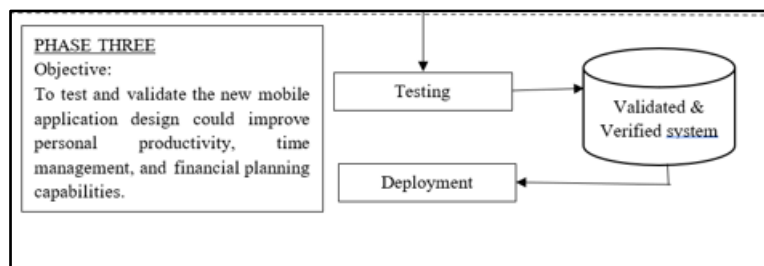 PHASE THREE
Objective:
To test and validate the new mobile
application design could improve
personal productivity, time
management, and financial planning
capabilities.
Testing
Validated &
Verified system
Deployment